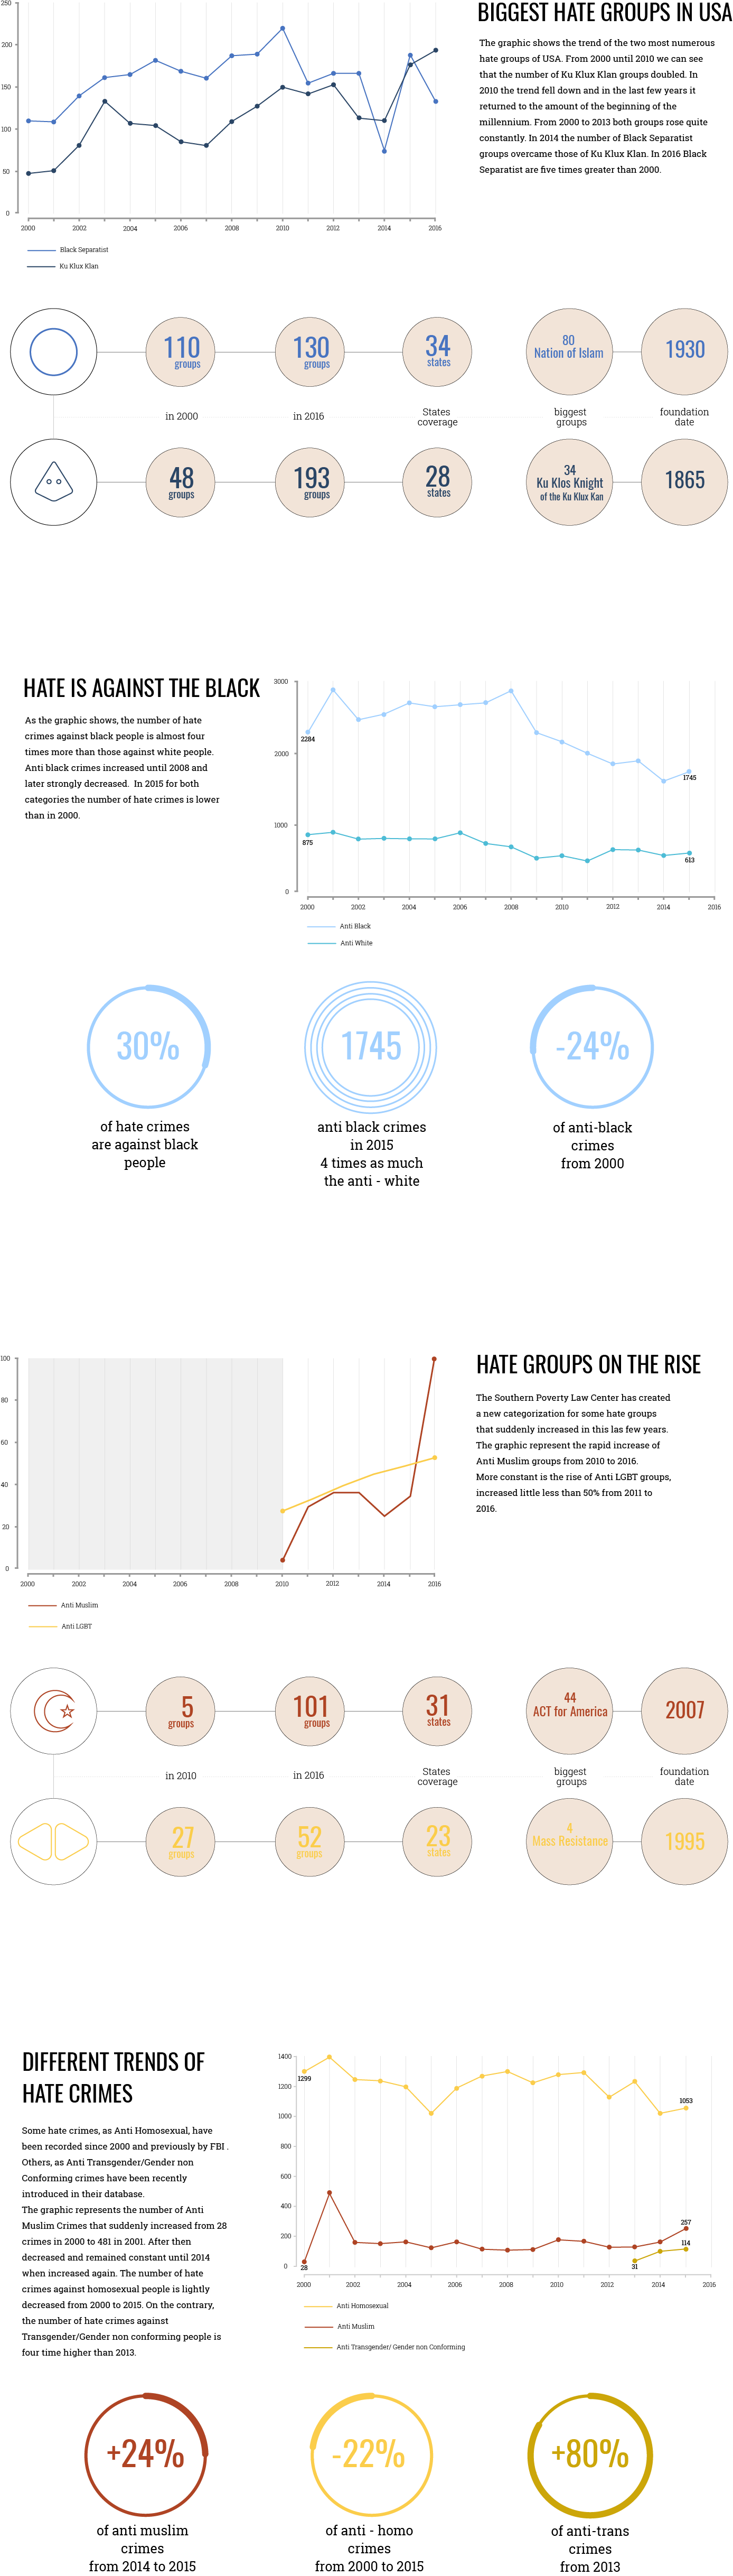 BIGGEST HATE GROUPS IN USA
The graphic shows the trend of the two most numerous
hate groups of USA. From 2000 until 2010 we can see
that the number of Ku Klux Klan groups doubled. In
2010 the trend fell down and in the last few years it
returned to the amount of the beginning of the
millennium. From 2000 to 2013 both groups rose quite
constantly. In 2014 the number of Black Separatist
groups overcame those of Ku Klux Klan. In 2016 Black
Separatist are five times greater than 2000.
250
200
150
100
50
0
2000 2002 2004 2006 2008 2010 2012 2014 2016
Black Separatist
Ku Klux Klan
110 groups
130 groups
34 states
80
Nation of Islam
1930
in 2000
in 2016
States
coverage
biggest
groups
foundation
date
48 groups
193 groups
28 states
34
Ku Klos Knight
of the Ku Klux Kan
1865
HATE IS AGAINST THE BLACK
As the graphic shows, the number of hate
crimes against black people is almost four
times more than those against white people.
Anti black crimes increased until 2008 and
later strongly decreased. In 2015 for both
categories the number of hate crimes is lower
than in 2000.
3000
2000
1000
0
2284
1745
875
613
2000 2002 2004 2006 2008 2010 2012 2014 2016
Anti Black
Anti White
30%
of hate crimes
are against black
people
1745
anti black crimes
in 2015
4 times as much
the anti - white
-24%
of anti-black
crimes
from 2000
HATE GROUPS ON THE RISE
The Southern Poverty Law Center has created
a new categorization for some hate groups
that suddenly increased in this las few years.
The graphic represent the rapid increase of
Anti Muslim groups from 2010 to 2016.
More constant is the rise of Anti LGBT groups,
increased little less than 50% from 2011 to
2016.
100
80
60
40
20
0
2000 2002 2004 2006 2008 2010 2012 2014 2016
Anti Muslim
Anti LGBT
5 groups
101 groups
31 states
44
ACT for America
2007
in 2010
in 2016
States
coverage
biggest
groups
foundation
date
27 groups
52 groups
23 states
4
Mass Resistance
1995
DIFFERENT TRENDS OF
HATE CRIMES
Some hate crimes, as Anti Homosexual, have
been recorded since 2000 and previously by FBI .
Others, as Anti Transgender/Gender non
Conforming crimes have been recently
introduced in their database.
The graphic represents the number of Anti
Muslim Crimes that suddenly increased from 28
crimes in 2000 to 481 in 2001. After then
decreased and remained constant until 2014
when increased again. The number of hate
crimes against homosexual people is lightly
decreased from 2000 to 2015. On the contrary,
the number of hate crimes against
Transgender/Gender non conforming people is
four time higher than 2013.
1400
1200
1000
800
600
400
200
0
1299
1053
257
114
28
31
2000 2002 2004 2006 2008 2010 2012 2014 2016
Anti Homosexual
Anti Muslim
Anti Transgender/ Gender non Conforming
+24%
of anti muslim
crimes
from 2014 to 2015
-22%
of anti - homo
crimes
from 2000 to 2015
+80%
of anti-trans
crimes
from 2013